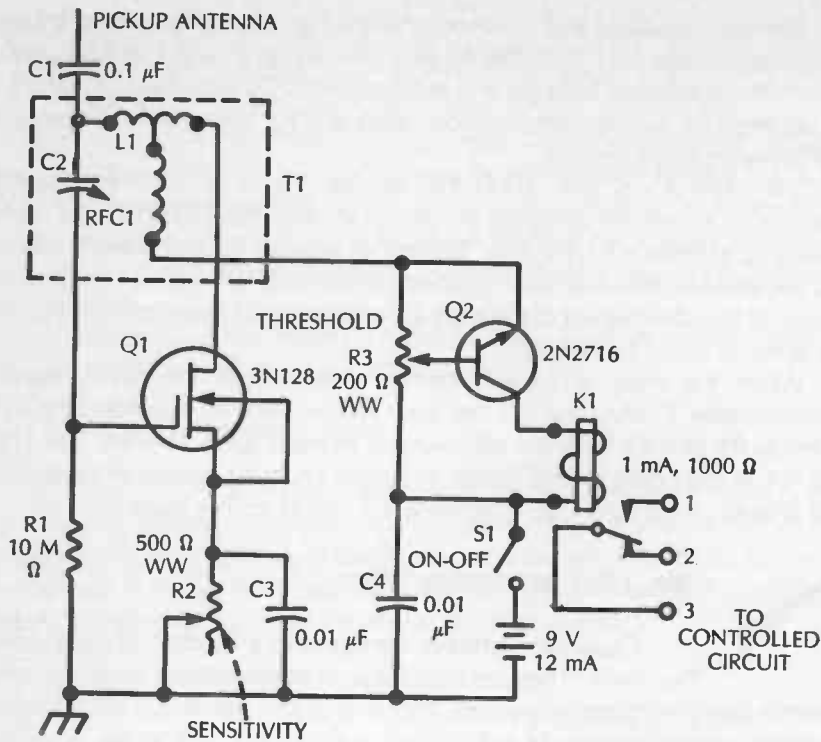 PICKUP ANTENNA
C1
0.1 µF
L1
C2
T1
RFC1
Q2
THRESHOLD
Q1
2N2716
R3
3N128
200 Ω
K1
WW
1 mA, 1000 Ω
1
R1
500 Ω
S1
10 M
WW
ON-OFF
2
Ω
R2
C3
C4
0.01
3
TO
0.01 µF
µF
9 V
CONTROLLED
12 mA
CIRCUIT
SENSITIVITY